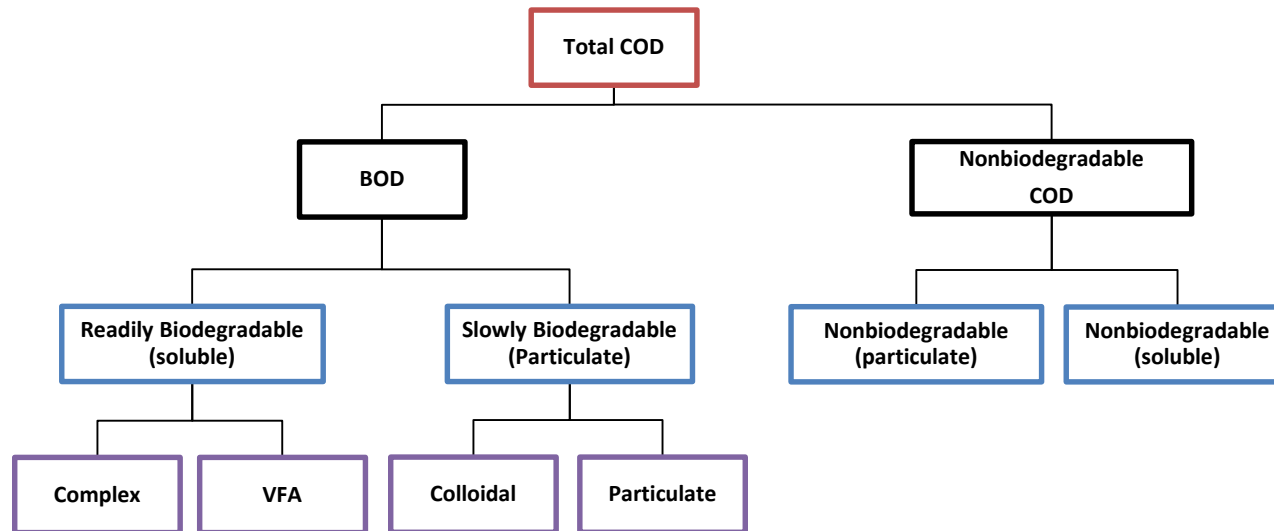 Total COD
BOD
Nonbiodegradable
COD
Readily Biodegradable
(soluble)
Slowly Biodegradable
(Particulate)
Nonbiodegradable
(particulate)
Nonbiodegradable
(soluble)
Complex
VFA
Colloidal
Particulate